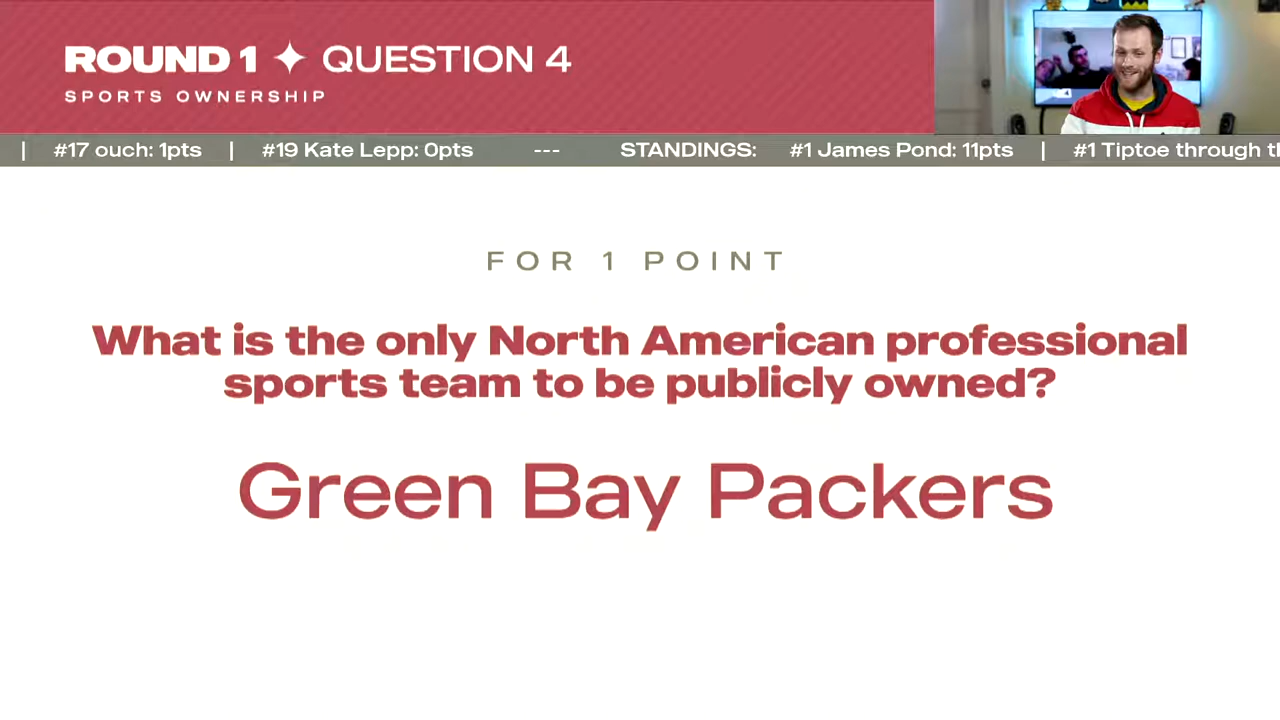 ROUND 1 ✦ QUESTION 4
SPORTS OWNERSHIP
| #17 ouch: 1pts | #19 Kate Lepp: 0pts --- STANDINGS: #1 James Pond: 11pts | #1 Tiptoe through
FOR 1 POINT
What is the only North American professional
sports team to be publicly owned?
Green Bay Packers